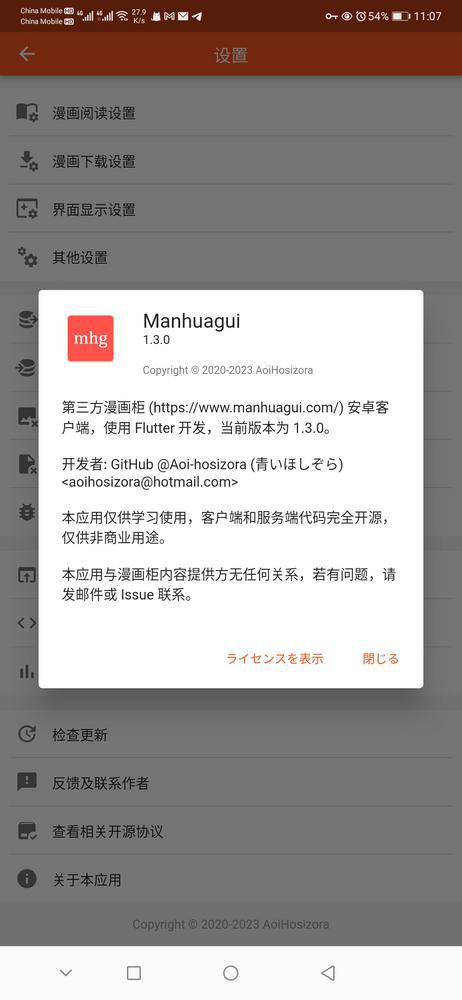 China Mobile HD
China Mobile HD
4G
4G
27.9
K/s
54%
11:07
设置
漫画阅读设置
漫画下载设置
界面显示设置
其他设置
mhg
Manhuagui
1.3.0
Copyright © 2020-2023 AoiHosizora
第三方漫画柜 (https://www.manhuagui.com/) 安卓客
户端，使用 Flutter 开发，当前版本为 1.3.0。
开发者: GitHub @Aoi-hosizora (青いほしぞら)
<aoihosizora@hotmail.com>
本应用仅供学习使用，客户端和服务端代码完全开源，
仅供非商业用途。
本应用与漫画柜内容提供方无任何关系，若有问题，请
发邮件或 Issue 联系。
ライセンスを表示
閉じる
检查更新
反馈及联系作者
查看相关开源协议
关于本应用
Copyright © 2020-2023 AoiHosizora